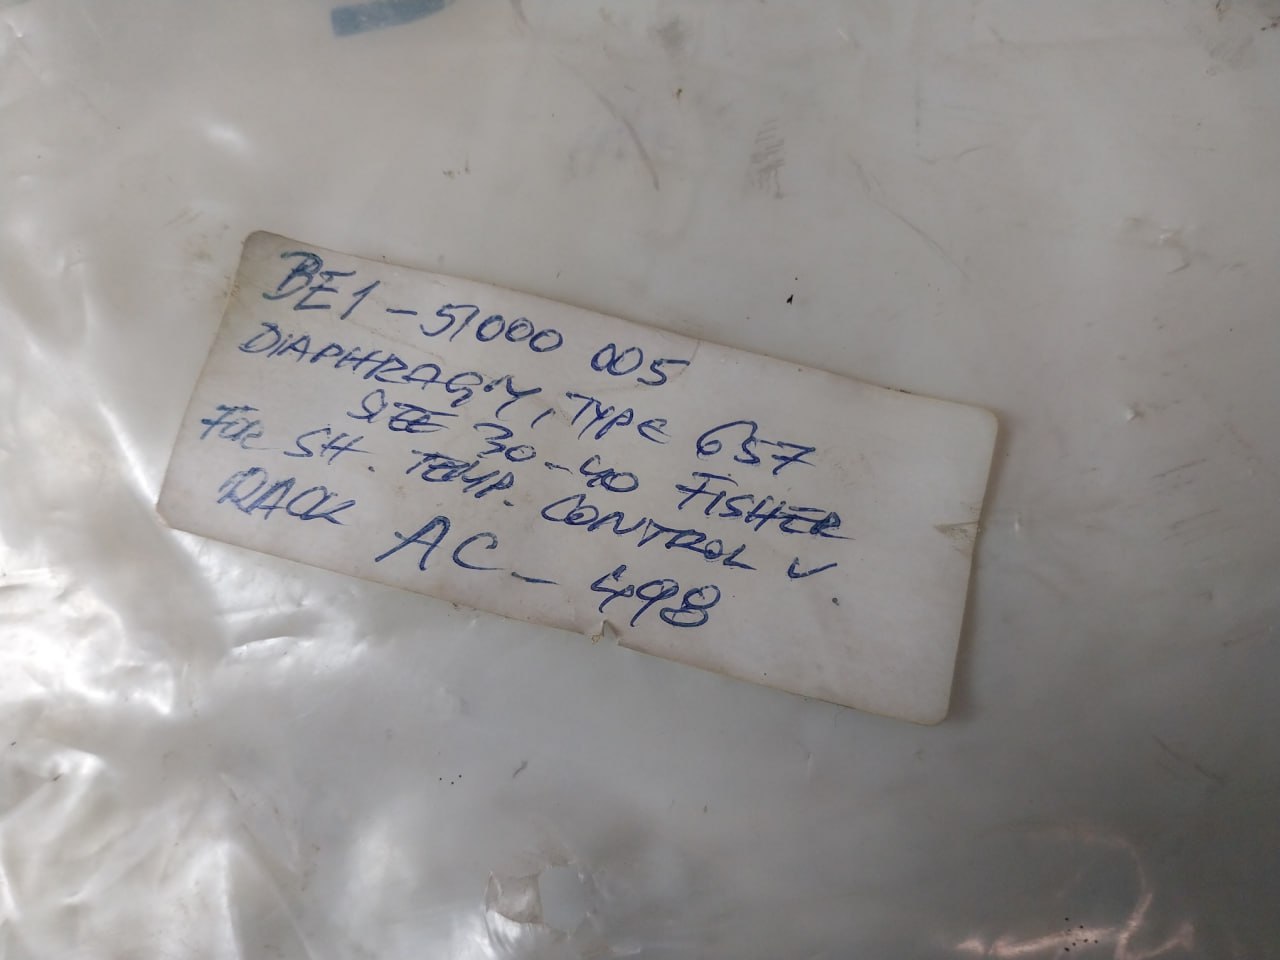 BE1-51000 005
DIAPHRAGM, TYPE 657
SIZE 30-40 FISHER
FOR SH. TEMP. CONTROL V.
RACK AC-498